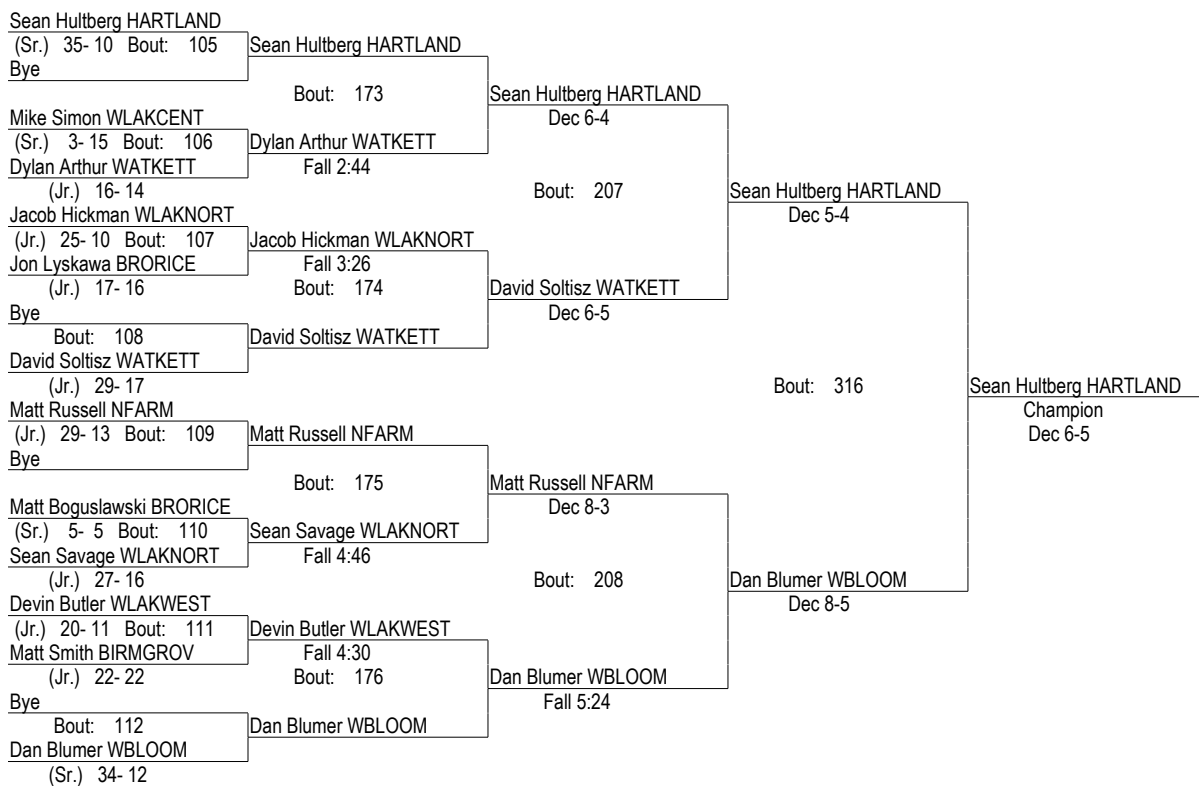 Sean Hultberg HARTLAND
(Sr.) 35- 10 Bout: 105
Bye
Mike Simon WLAKCENT
(Sr.) 3- 15 Bout: 106
Dylan Arthur WATKETT
(Jr.) 16- 14
Jacob Hickman WLAKNORT
(Jr.) 25- 10 Bout: 107
Jon Lyskawa BRORICE
(Jr.) 17- 16
Bye
Bout: 108
David Soltisz WATKETT
(Jr.) 29- 17
Matt Russell NFARM
(Jr.) 29- 13 Bout: 109
Bye
Matt Boguslawski BRORICE
(Sr.) 5- 5 Bout: 110
Sean Savage WLAKNORT
(Jr.) 27- 16
Devin Butler WLAKWEST
(Jr.) 20- 11 Bout: 111
Matt Smith BIRMGROV
(Jr.) 22- 22
Bye
Bout: 112
Dan Blumer WBLOOM
(Sr.) 34- 12
Sean Hultberg HARTLAND
Bout: 173
Dylan Arthur WATKETT
Fall 2:44
Jacob Hickman WLAKNORT
Fall 3:26
Bout: 174
David Soltisz WATKETT
Matt Russell NFARM
Bout: 175
Sean Savage WLAKNORT
Fall 4:46
Devin Butler WLAKWEST
Fall 4:30
Bout: 176
Dan Blumer WBLOOM
Sean Hultberg HARTLAND
Dec 6-4
Bout: 207
David Soltisz WATKETT
Dec 6-5
Matt Russell NFARM
Dec 8-3
Bout: 208
Dan Blumer WBLOOM
Fall 5:24
Sean Hultberg HARTLAND
Dec 5-4
Bout: 316
Dan Blumer WBLOOM
Dec 8-5
Sean Hultberg HARTLAND
Champion
Dec 6-5